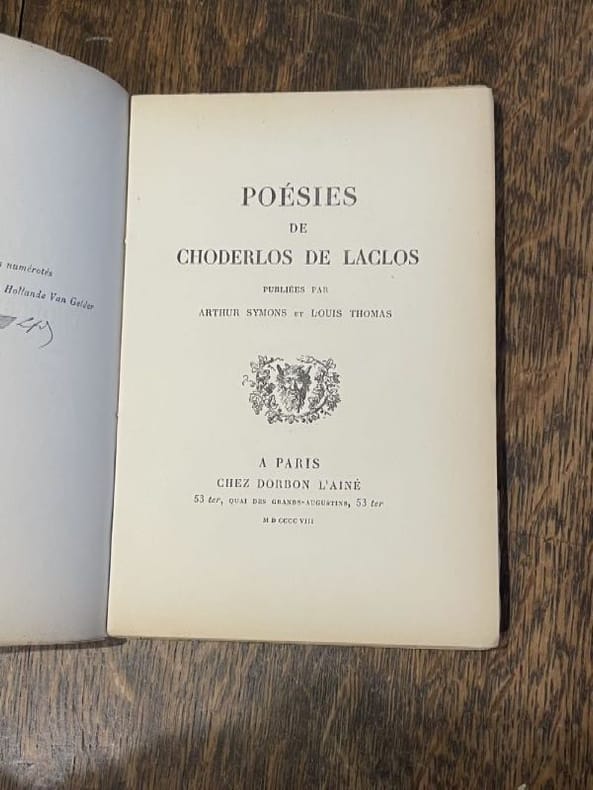 numérotés
Hollande Van Gelder
POÉSIES
DE
CHODERLOS DE LACLOS
PUBLIÉES PAR
ARTHUR SYMONS ET LOUIS THOMAS
A PARIS
CHEZ DORBON L'AINÉ
53 ter, QUAI DES GRANDS-AUGUSTINS, 53 ter
M D CCCC VIII